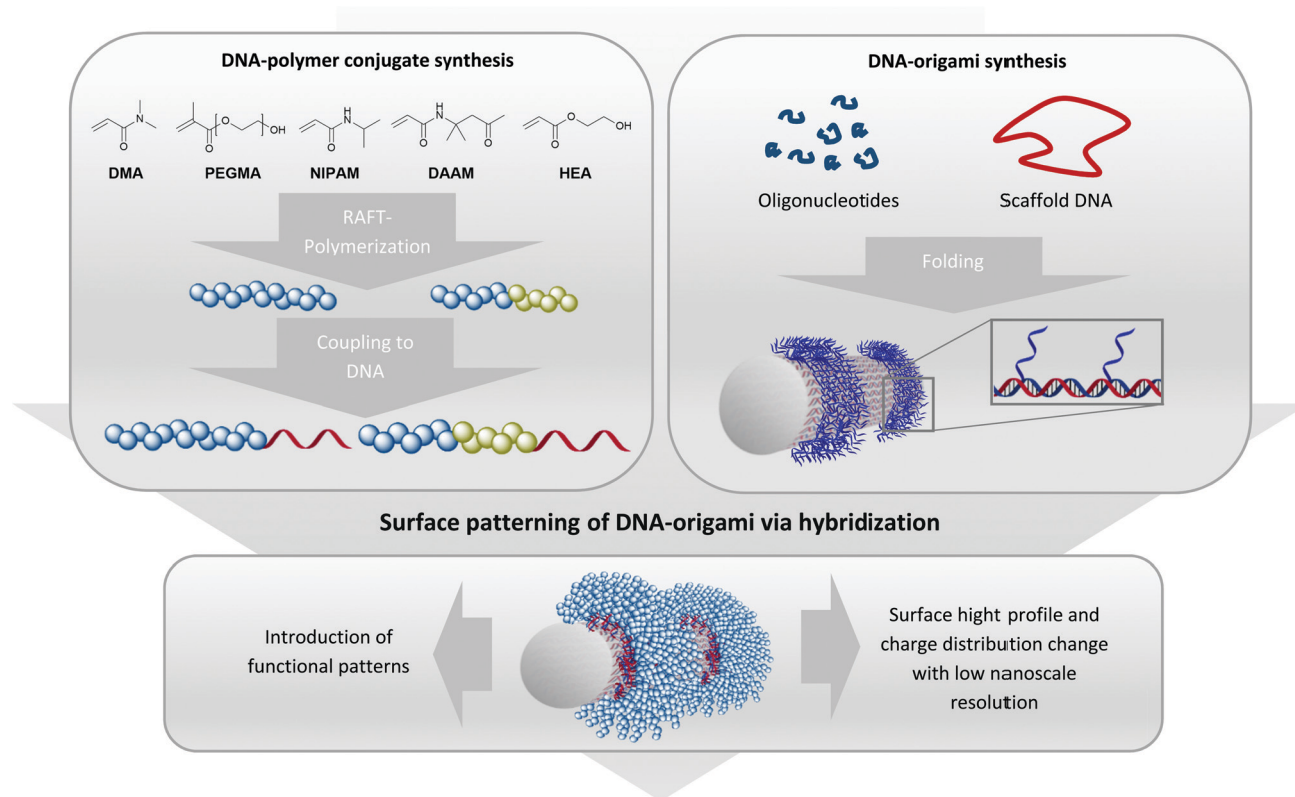 DNA-polymer conjugate synthesis
N
O
O
O
OH
H
N
O
H
N
O
O
O
O
OH
DMA
PEGMA
NIPAM
DAAM
HEA
RAFT-
Polymerization
Coupling to
DNA
DNA-origami synthesis
Oligonucleotides
Scaffold DNA
Folding
Surface patterning of DNA-origami via hybridization
Introduction of
functional patterns
Surface hight profile and
charge distribution change
with low nanoscale
resolution